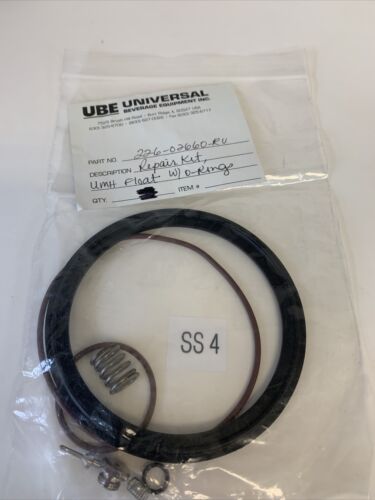 UBE UNIVERSAL
BEVERAGE EQUIPMENT INC.
PART NO. 226-02660-RU
DESCRIPTION Repair Kit,
UMH Float W/ O-Rings
QTY. ITEM #
SS 4